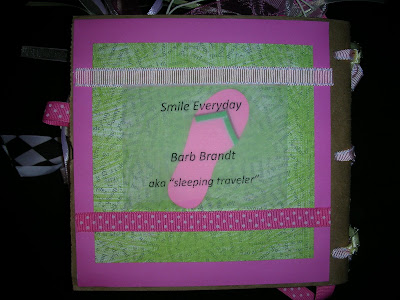 Smile Everyday
Barb Brandt
aka "sleeping traveler"